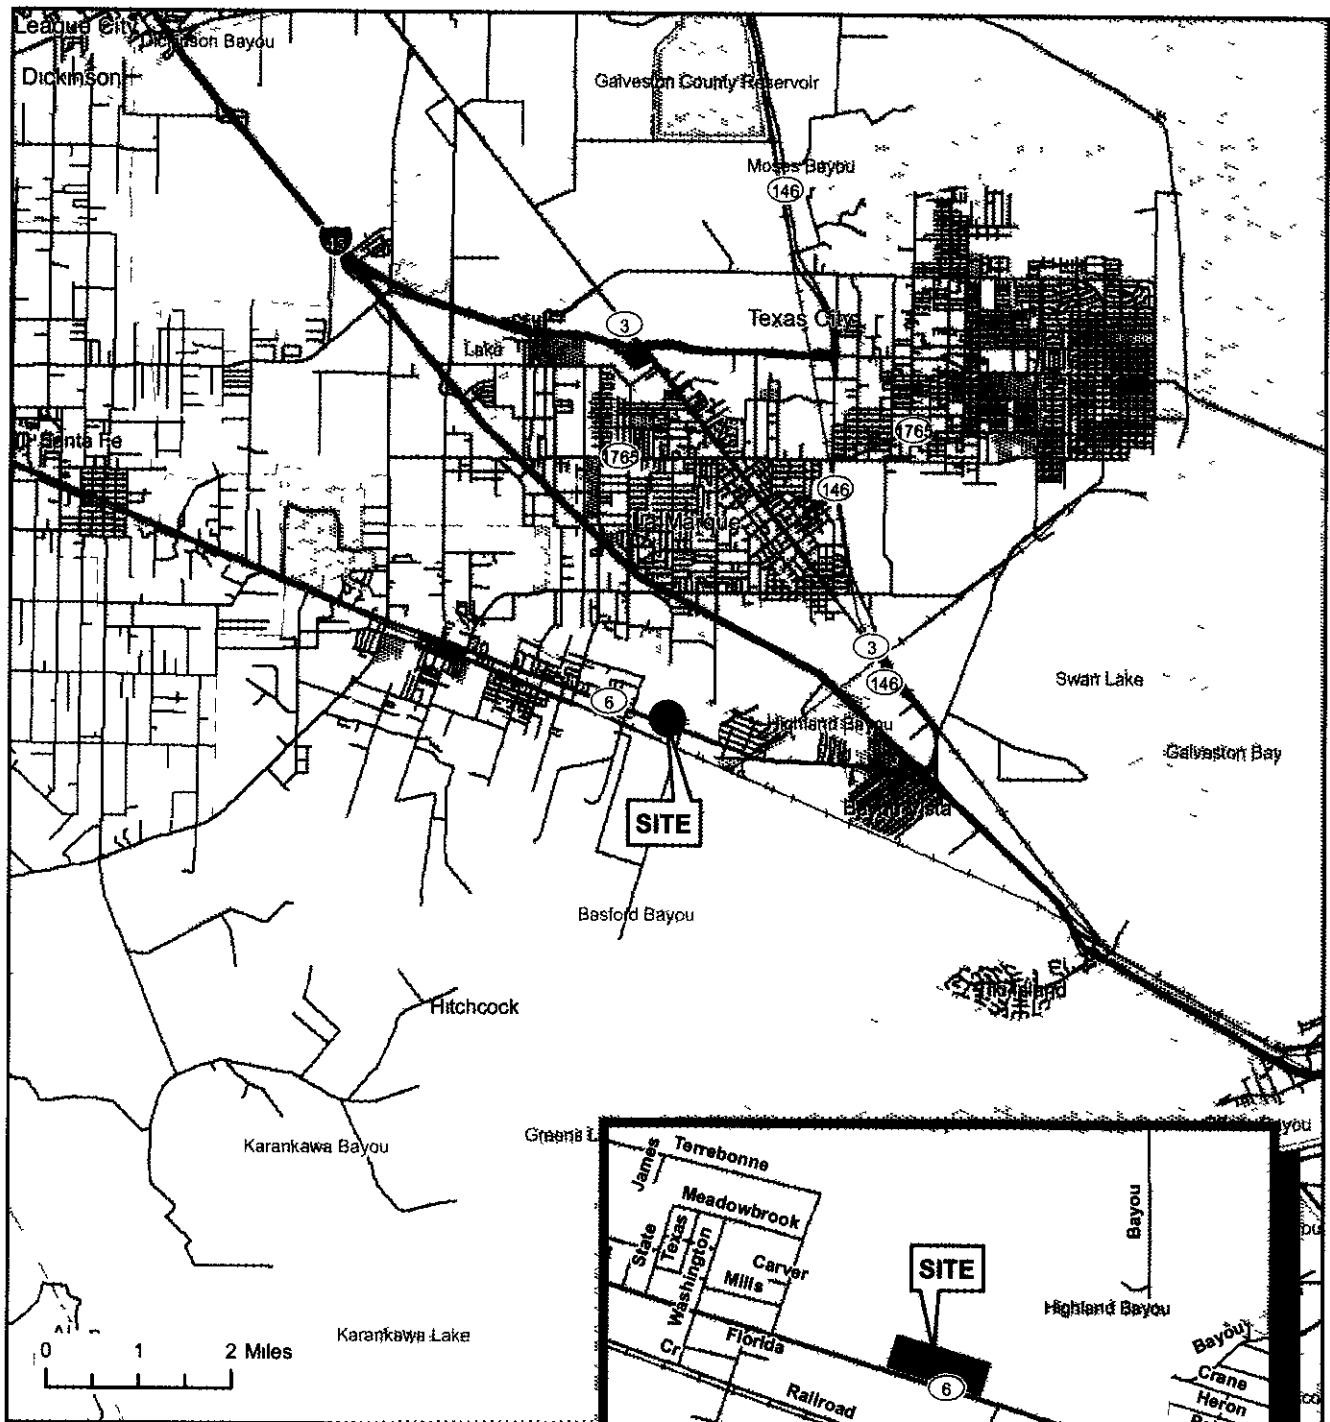 League City
Dickinson Bayou
Dickinson
Galveston County Reservoir
Moses Bayou
146
3
Texas City
Lake
Santa Fe
1765
1765
146
La Marque
3
146
Swan Lake
6
Highland Bayou
Galveston Bay
SITE
Basford Bayou
Hitchcock
Karankawa Bayou
Greens L
Bayou
Terrebonne
James
Meadowbrook
State
Texas
Washington
Carver
Mills
SITE
Bayou
Highland Bayou
Florida
Cr
Railroad
6
Bayou
Crane
Heron
Karankawa Lake
0 1 2 Miles